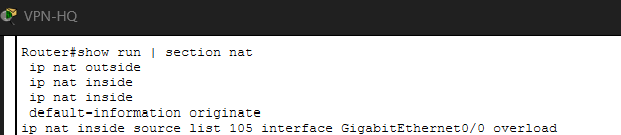 VPN-HQ
Router#show run | section nat
ip nat outside
ip nat inside
ip nat inside
default-information originate
ip nat inside source list 105 interface GigabitEthernet0/0 overload